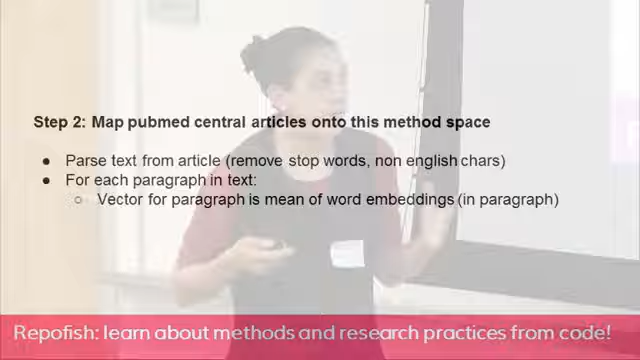 Step 2: Map pubmed central articles onto this method space
● Parse text from article (remove stop words, non english chars)
● For each paragraph in text:
○ Vector for paragraph is mean of word embeddings (in paragraph)
Repofish: learn about methods and research practices from code!